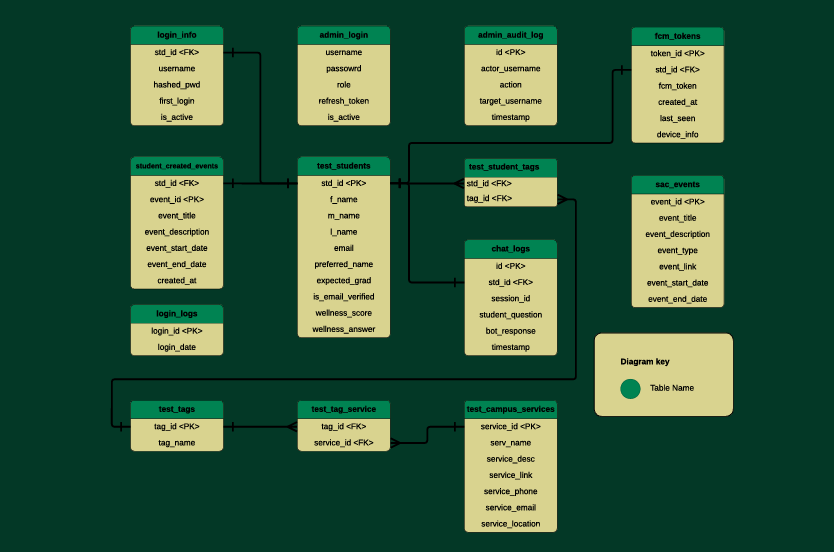 login_info
std_id <FK>
username
hashed_pwd
first_login
is_active
admin_login
username
passowrd
role
refresh_token
is_active
admin_audit_log
id <PK>
actor_username
action
target_username
timestamp
fcm_tokens
token_id <PK>
std_id <FK>
fcm_token
created_at
last_seen
device_info
student_created_events
std_id <FK>
event_id <PK>
event_title
event_description
event_start_date
event_end_date
created_at
test_students
std_id <PK>
f_name
m_name
l_name
email
preferred_name
expected_grad
is_email_verified
wellness_score
wellness_answer
test_student_tags
std_id <FK>
tag_id <FK>
sac_events
event_id <PK>
event_title
event_description
event_type
event_link
event_start_date
event_end_date
chat_logs
id <PK>
std_id <FK>
session_id
student_question
bot_response
timestamp
login_logs
login_id <PK>
login_date
Diagram key
Table Name
test_tags
tag_id <PK>
tag_name
test_tag_service
tag_id <FK>
service_id <FK>
test_campus_services
service_id <PK>
serv_name
service_desc
service_link
service_phone
service_email
service_location